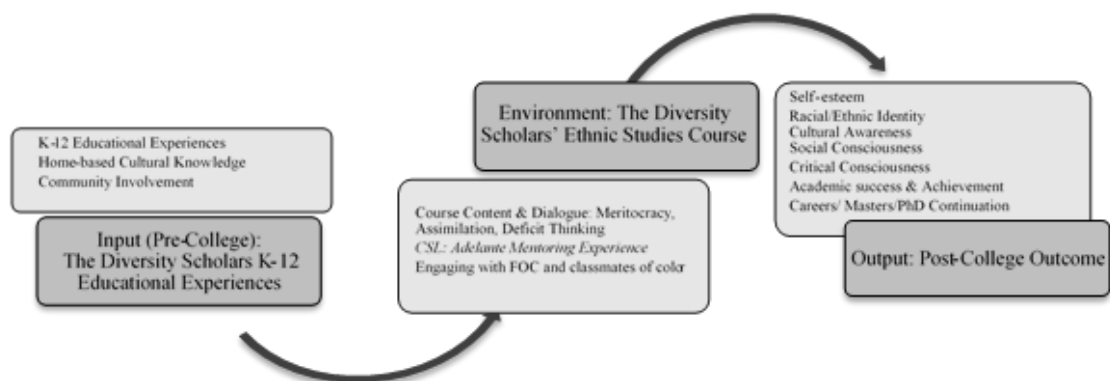 K-12 Educational Experiences
Home-based Cultural Knowledge
Community Involvement
Input (Pre-College):
The Diversity Scholars K-12
Educational Experiences
Environment: The Diversity
Scholars' Ethnic Studies Course
Course Content & Dialogue: Meritocracy,
Assimilation, Deficit Thinking
CSL: Adelante Mentoring Experience
Engaging with FOC and classmates of color
Self-esteem
Racial/Ethnic Identity
Cultural Awareness
Social Consciousness
Critical Consciousness
Academic success & Achievement
Careers/ Masters/PhD Continuation
Output: Post-College Outcome